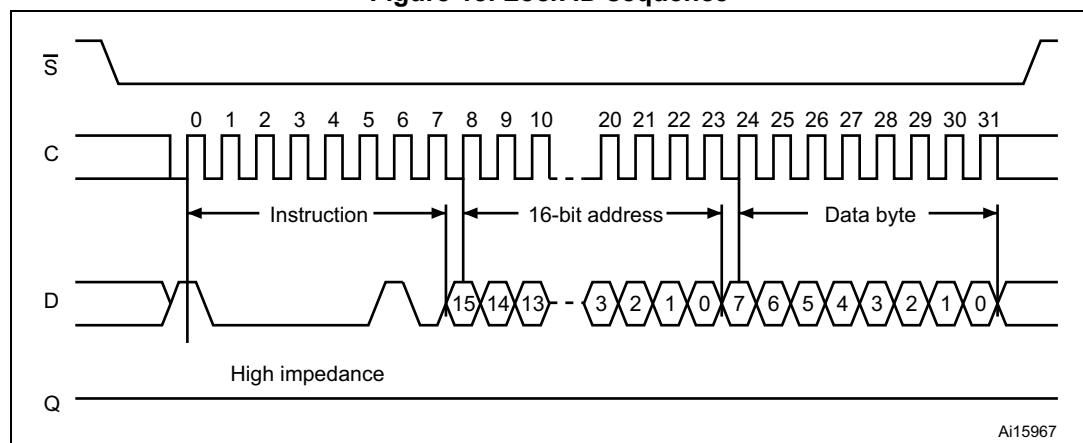 Figure 18. Lock ID sequence
S
0 1 2 3 4 5 6 7 8 9 10 20 21 22 23 24 25 26 27 28 29 30 31
C
Instruction 16-bit address Data byte
D 15 14 13 3 2 1 0 7 6 5 4 3 2 1 0
High impedance
Q
Ai15967